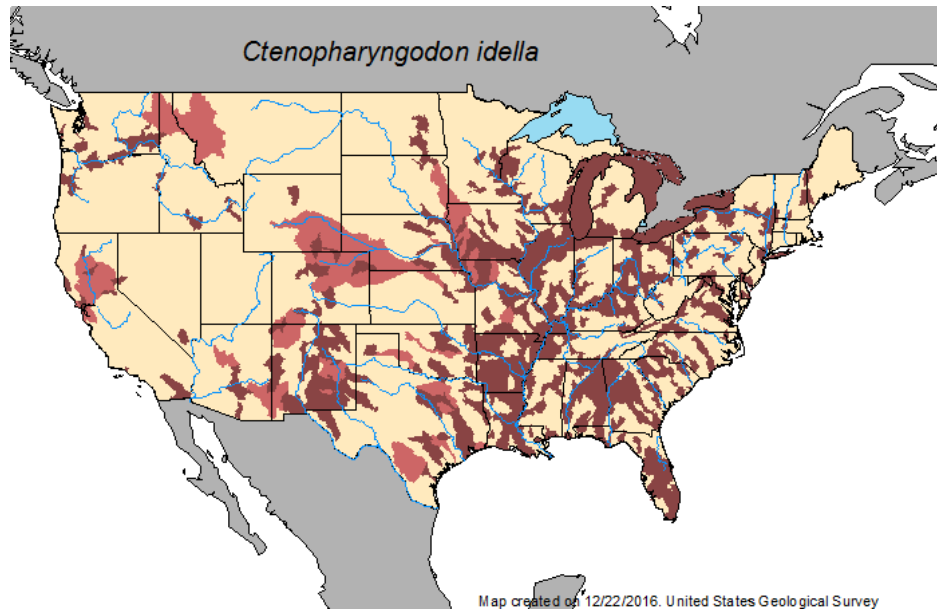 Ctenopharyngodon idella
Map created on 12/22/2016. United States Geological Survey